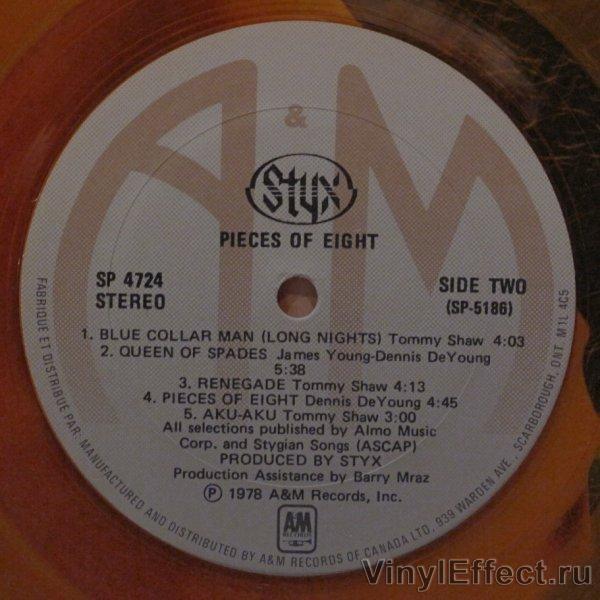 A&M
Styx
PIECES OF EIGHT
SP 4724
STEREO
SIDE TWO
(SP-5186)
1. BLUE COLLAR MAN (LONG NIGHTS) Tommy Shaw 4:03
2. QUEEN OF SPADES James Young-Dennis DeYoung
5:38
3. RENEGADE Tommy Shaw 4:13
4. PIECES OF EIGHT Dennis DeYoung 4:45
5. AKU-AKU Tommy Shaw 3:00
All selections published by Almo Music
Corp. and Stygian Songs (ASCAP)
PRODUCED BY STYX
Production Assistance by Barry Mraz
Ⓟ 1978 A&M Records, Inc.
A&M
RECORDS
FABRIQUE ET DISTRIBUE PAR: MANUFACTURED AND DISTRIBUTED BY A&M RECORDS OF CANADA LTD, 939 WARDEN AVE., SCARBOROUGH, ONT. M1L 4C5
VinylEffect.ru